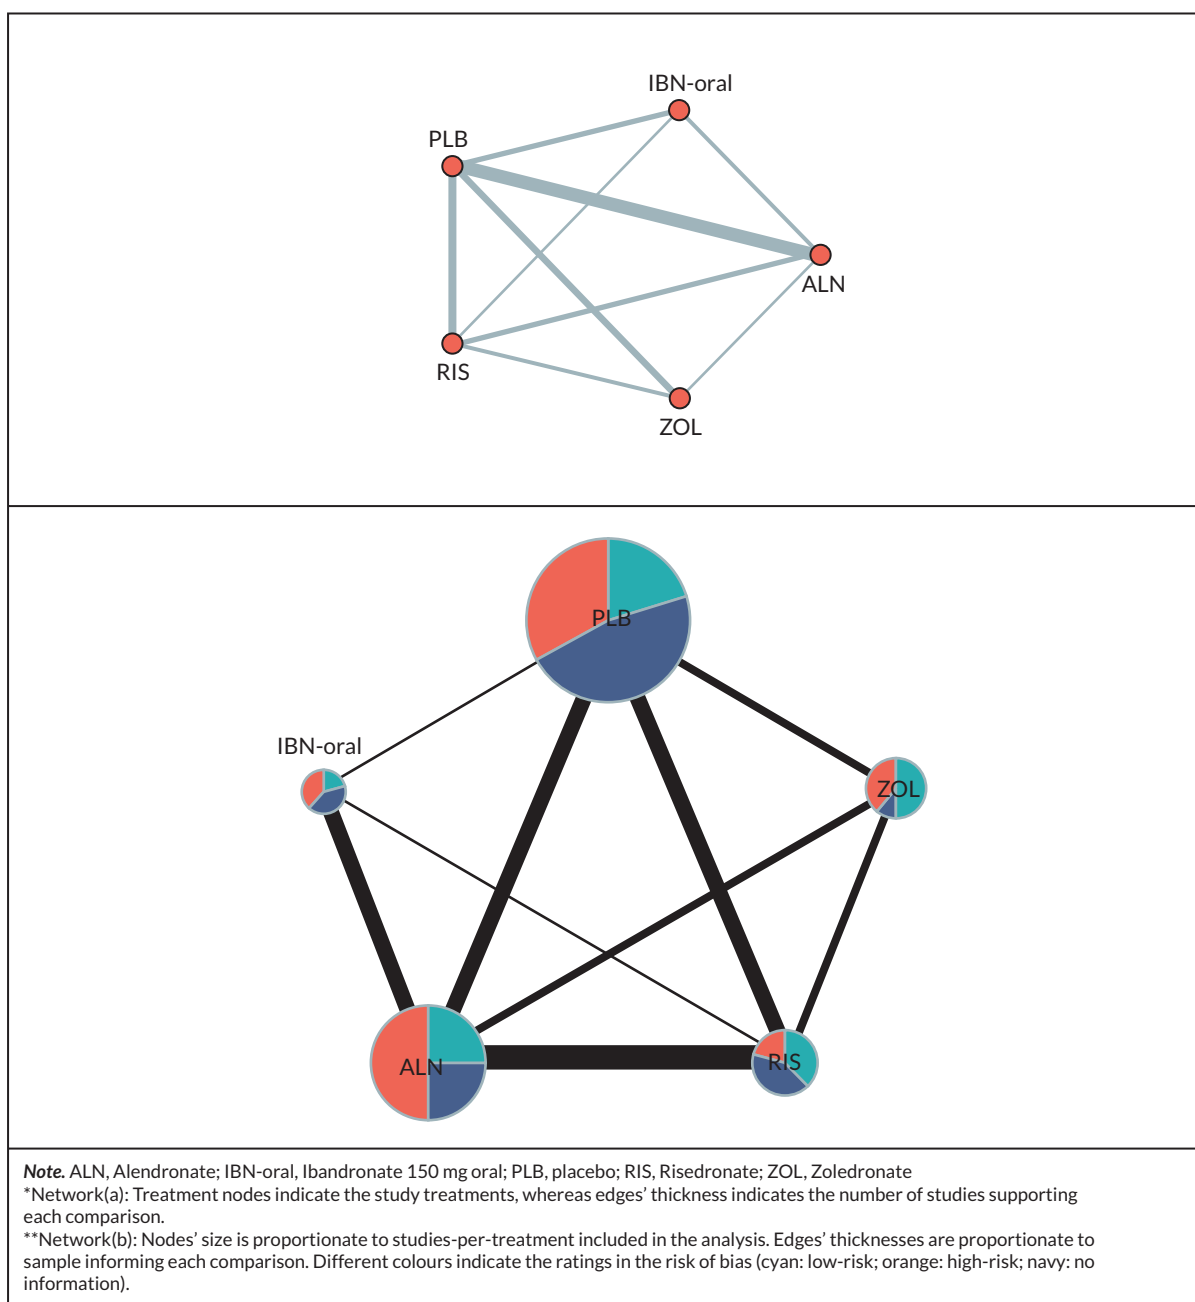 IBN-oral
PLB
ALN
RIS
ZOL
PLB
IBN-oral
ZOL
ALN
RIS
Note. ALN, Alendronate; IBN-oral, Ibandronate 150 mg oral; PLB, placebo; RIS, Risedronate; ZOL, Zoledronate
*Network(a): Treatment nodes indicate the study treatments, whereas edges' thickness indicates the number of studies supporting
each comparison.
**Network(b): Nodes' size is proportionate to studies-per-treatment included in the analysis. Edges' thicknesses are proportionate to
sample informing each comparison. Different colours indicate the ratings in the risk of bias (cyan: low-risk; orange: high-risk; navy: no
information).